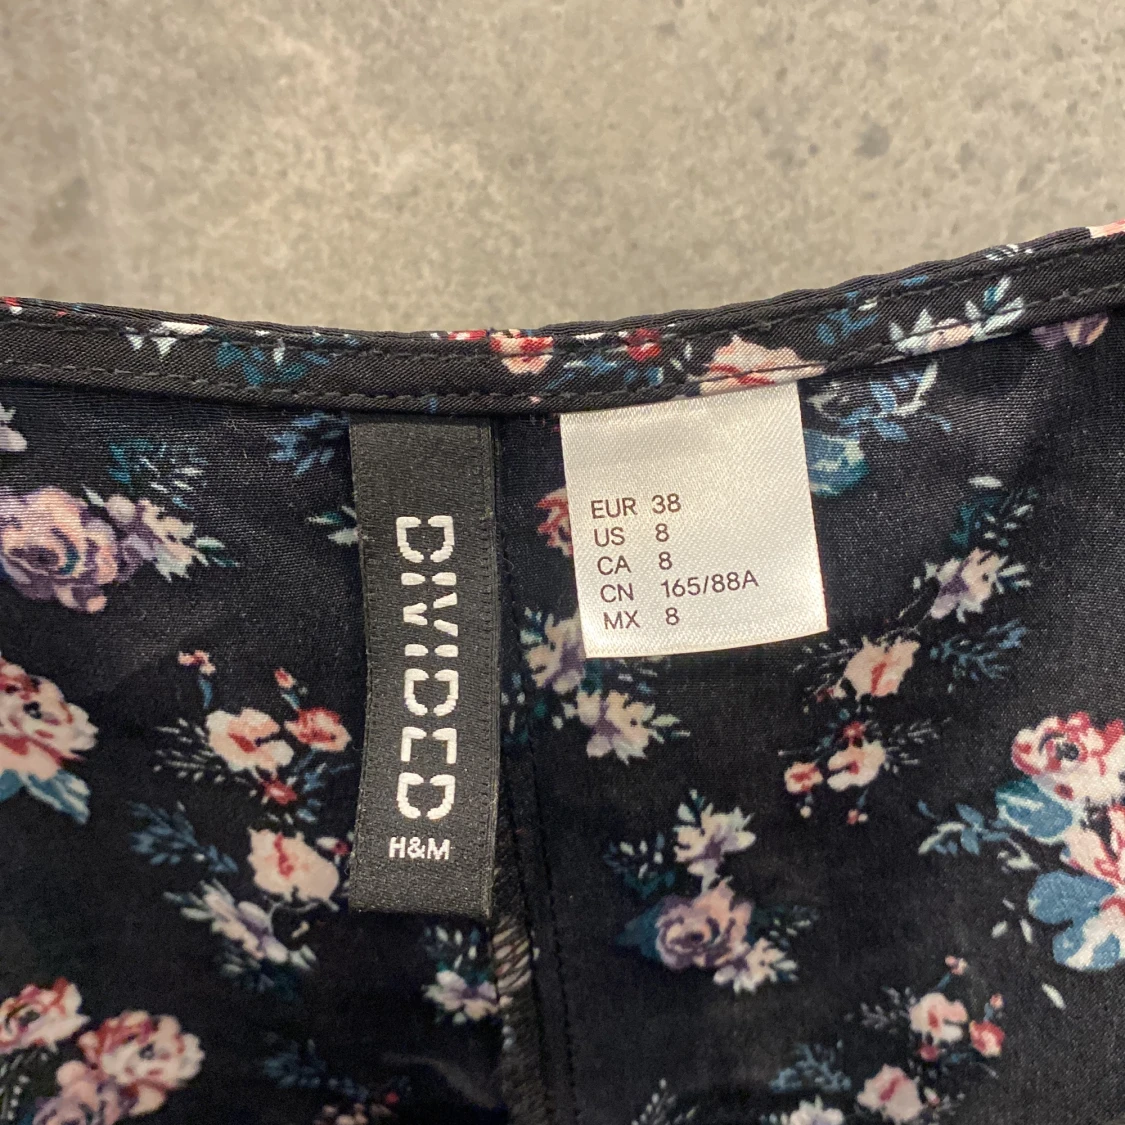 DIVIDED
H&M
EUR 38
US 8
CA 8
CN 165/88A
MX 8